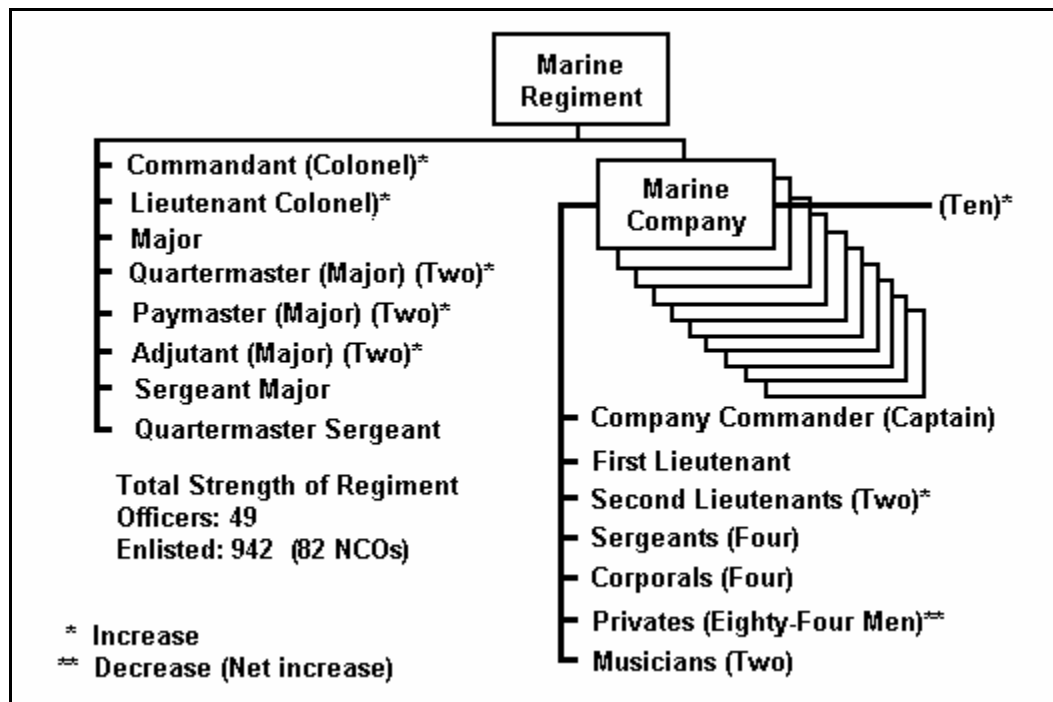 Marine
Regiment
Commandant (Colonel)*
Lieutenant Colonel)*
Major
Quartermaster (Major) (Two)*
Paymaster (Major) (Two)*
Adjutant (Major) (Two)*
Sergeant Major
Quartermaster Sergeant
Total Strength of Regiment
Officers: 49
Enlisted: 942 (82 NCOs)
* Increase
** Decrease (Net increase)
Marine
Company
(Ten)*
Company Commander (Captain)
First Lieutenant
Second Lieutenants (Two)*
Sergeants (Four)
Corporals (Four)
Privates (Eighty-Four Men)**
Musicians (Two)